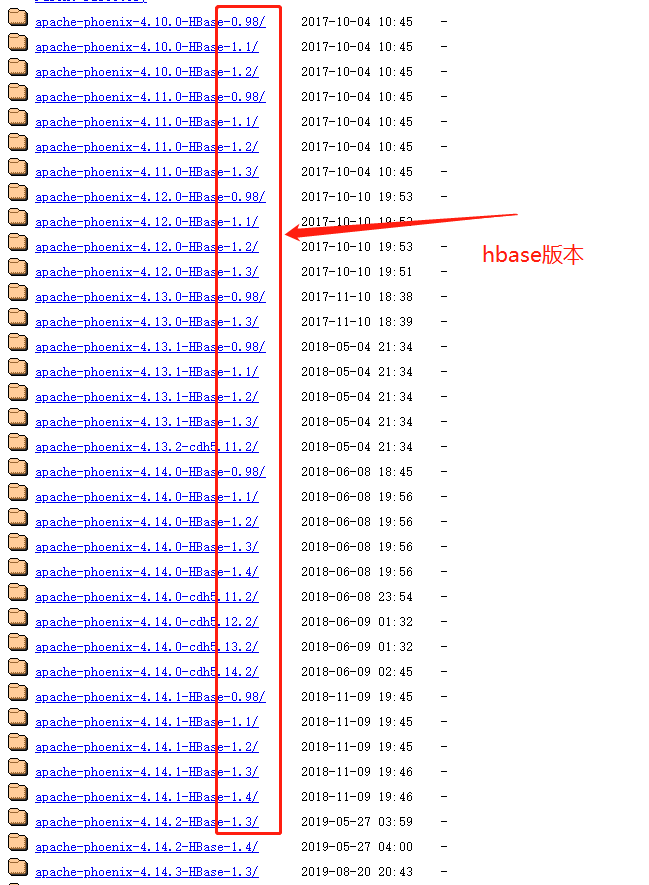 apache-phoenix-4.10.0-HBase-0.98/ 2017-10-04 10:45 -
apache-phoenix-4.10.0-HBase-1.1/ 2017-10-04 10:45 -
apache-phoenix-4.10.0-HBase-1.2/ 2017-10-04 10:45 -
apache-phoenix-4.11.0-HBase-0.98/ 2017-10-04 10:45 -
apache-phoenix-4.11.0-HBase-1.1/ 2017-10-04 10:45 -
apache-phoenix-4.11.0-HBase-1.2/ 2017-10-04 10:45 -
apache-phoenix-4.11.0-HBase-1.3/ 2017-10-04 10:45 -
apache-phoenix-4.12.0-HBase-0.98/ 2017-10-10 19:53 -
apache-phoenix-4.12.0-HBase-1.1/ 2017-10-10 19:53 -
apache-phoenix-4.12.0-HBase-1.2/ 2017-10-10 19:53 -
hbase版本
apache-phoenix-4.12.0-HBase-1.3/ 2017-10-10 19:51 -
apache-phoenix-4.13.0-HBase-0.98/ 2017-11-10 18:38 -
apache-phoenix-4.13.0-HBase-1.3/ 2017-11-10 18:39 -
apache-phoenix-4.13.1-HBase-0.98/ 2018-05-04 21:34 -
apache-phoenix-4.13.1-HBase-1.1/ 2018-05-04 21:34 -
apache-phoenix-4.13.1-HBase-1.2/ 2018-05-04 21:34 -
apache-phoenix-4.13.1-HBase-1.3/ 2018-05-04 21:34 -
apache-phoenix-4.13.2-cdh5.11.2/ 2018-05-04 21:34 -
apache-phoenix-4.14.0-HBase-0.98/ 2018-06-08 18:45 -
apache-phoenix-4.14.0-HBase-1.1/ 2018-06-08 19:56 -
apache-phoenix-4.14.0-HBase-1.2/ 2018-06-08 19:56 -
apache-phoenix-4.14.0-HBase-1.3/ 2018-06-08 19:56 -
apache-phoenix-4.14.0-HBase-1.4/ 2018-06-08 19:56 -
apache-phoenix-4.14.0-cdh5.11.2/ 2018-06-08 23:54 -
apache-phoenix-4.14.0-cdh5.12.2/ 2018-06-09 01:32 -
apache-phoenix-4.14.0-cdh5.13.2/ 2018-06-09 01:32 -
apache-phoenix-4.14.0-cdh5.14.2/ 2018-06-09 02:45 -
apache-phoenix-4.14.1-HBase-0.98/ 2018-11-09 19:45 -
apache-phoenix-4.14.1-HBase-1.1/ 2018-11-09 19:45 -
apache-phoenix-4.14.1-HBase-1.2/ 2018-11-09 19:45 -
apache-phoenix-4.14.1-HBase-1.3/ 2018-11-09 19:46 -
apache-phoenix-4.14.1-HBase-1.4/ 2018-11-09 19:46 -
apache-phoenix-4.14.2-HBase-1.3/ 2019-05-27 03:59 -
apache-phoenix-4.14.2-HBase-1.4/ 2019-05-27 04:00 -
apache-phoenix-4.14.3-HBase-1.3/ 2019-08-20 20:43 -